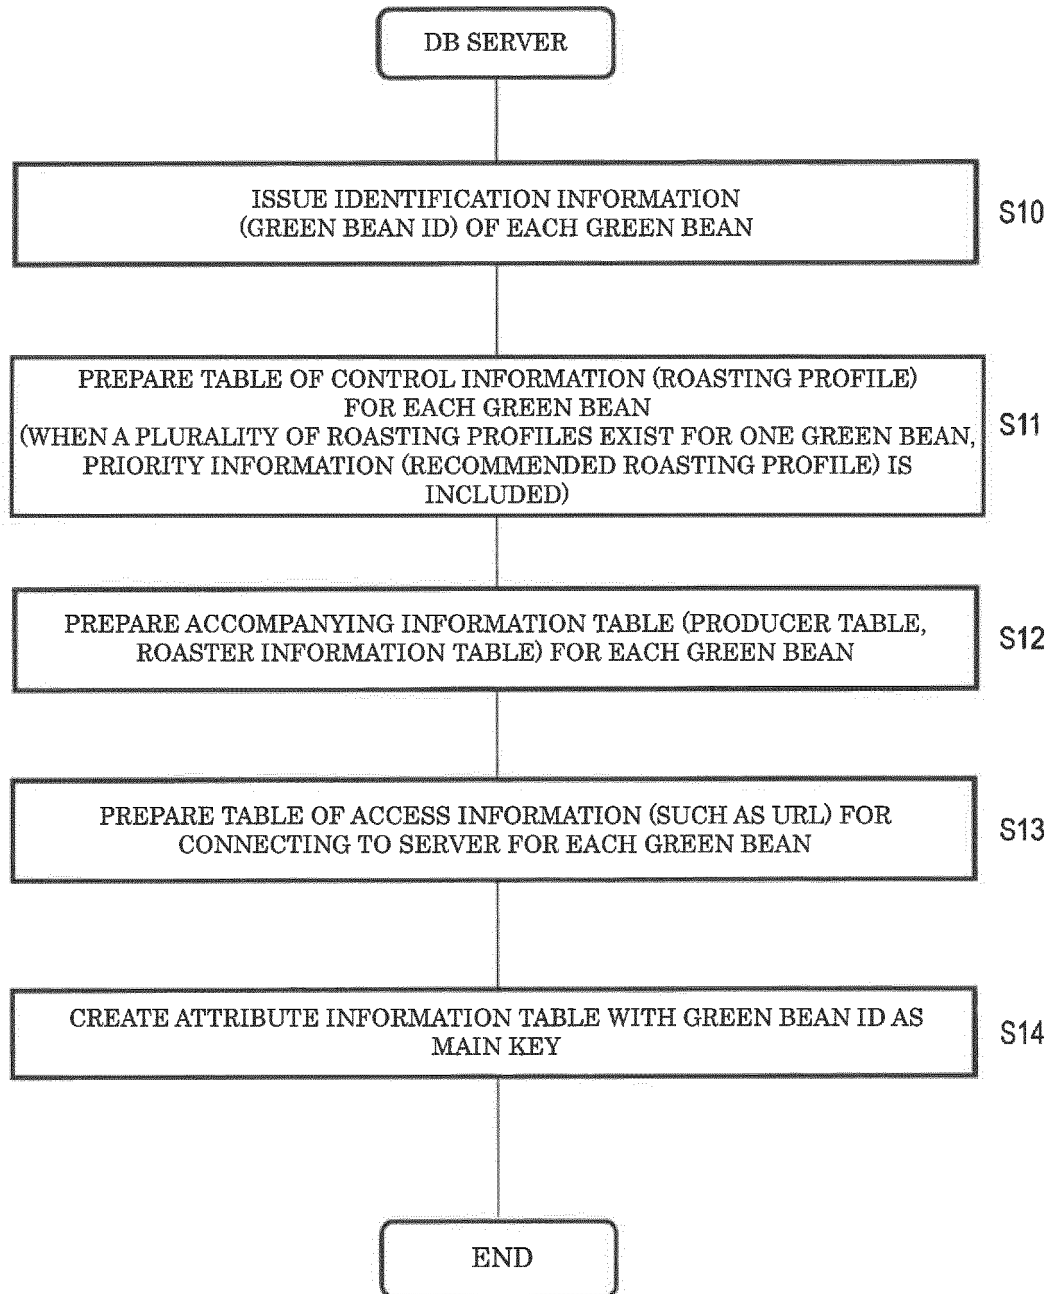 DB SERVER
ISSUE IDENTIFICATION INFORMATION
(GREEN BEAN ID) OF EACH GREEN BEAN
S10
PREPARE TABLE OF CONTROL INFORMATION (ROASTING PROFILE)
FOR EACH GREEN BEAN
(WHEN A PLURALITY OF ROASTING PROFILES EXIST FOR ONE GREEN BEAN,
PRIORITY INFORMATION (RECOMMENDED ROASTING PROFILE) IS
INCLUDED)
S11
PREPARE ACCOMPANYING INFORMATION TABLE (PRODUCER TABLE,
ROASTER INFORMATION TABLE) FOR EACH GREEN BEAN
S12
PREPARE TABLE OF ACCESS INFORMATION (SUCH AS URL) FOR
CONNECTING TO SERVER FOR EACH GREEN BEAN
S13
CREATE ATTRIBUTE INFORMATION TABLE WITH GREEN BEAN ID AS
MAIN KEY
S14
END